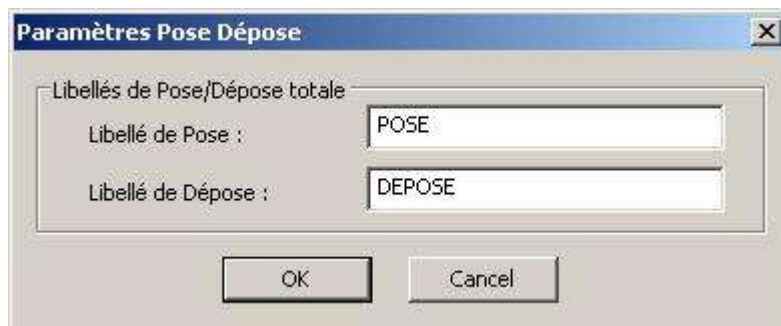 Paramètres Pose Dépose
Libellés de Pose/Dépose totale
Libellé de Pose : POSE
Libellé de Dépose : DEPOSE
OK Cancel